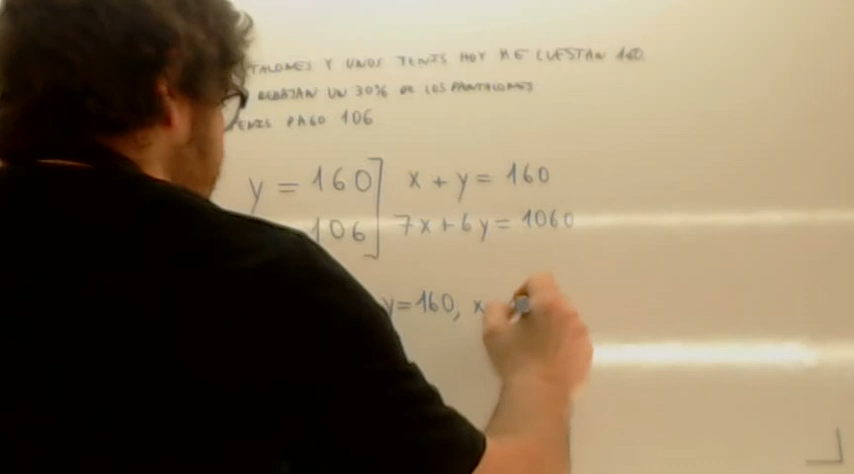 TALONES Y UNOS TENIS HOY ME CUESTAN 160
REBAJAN UN 30% DE LOS PANTALONES
ENIS PAGO 106
y = 160] x + y = 160
106] 7x + 6y = 1060
y = 160, x